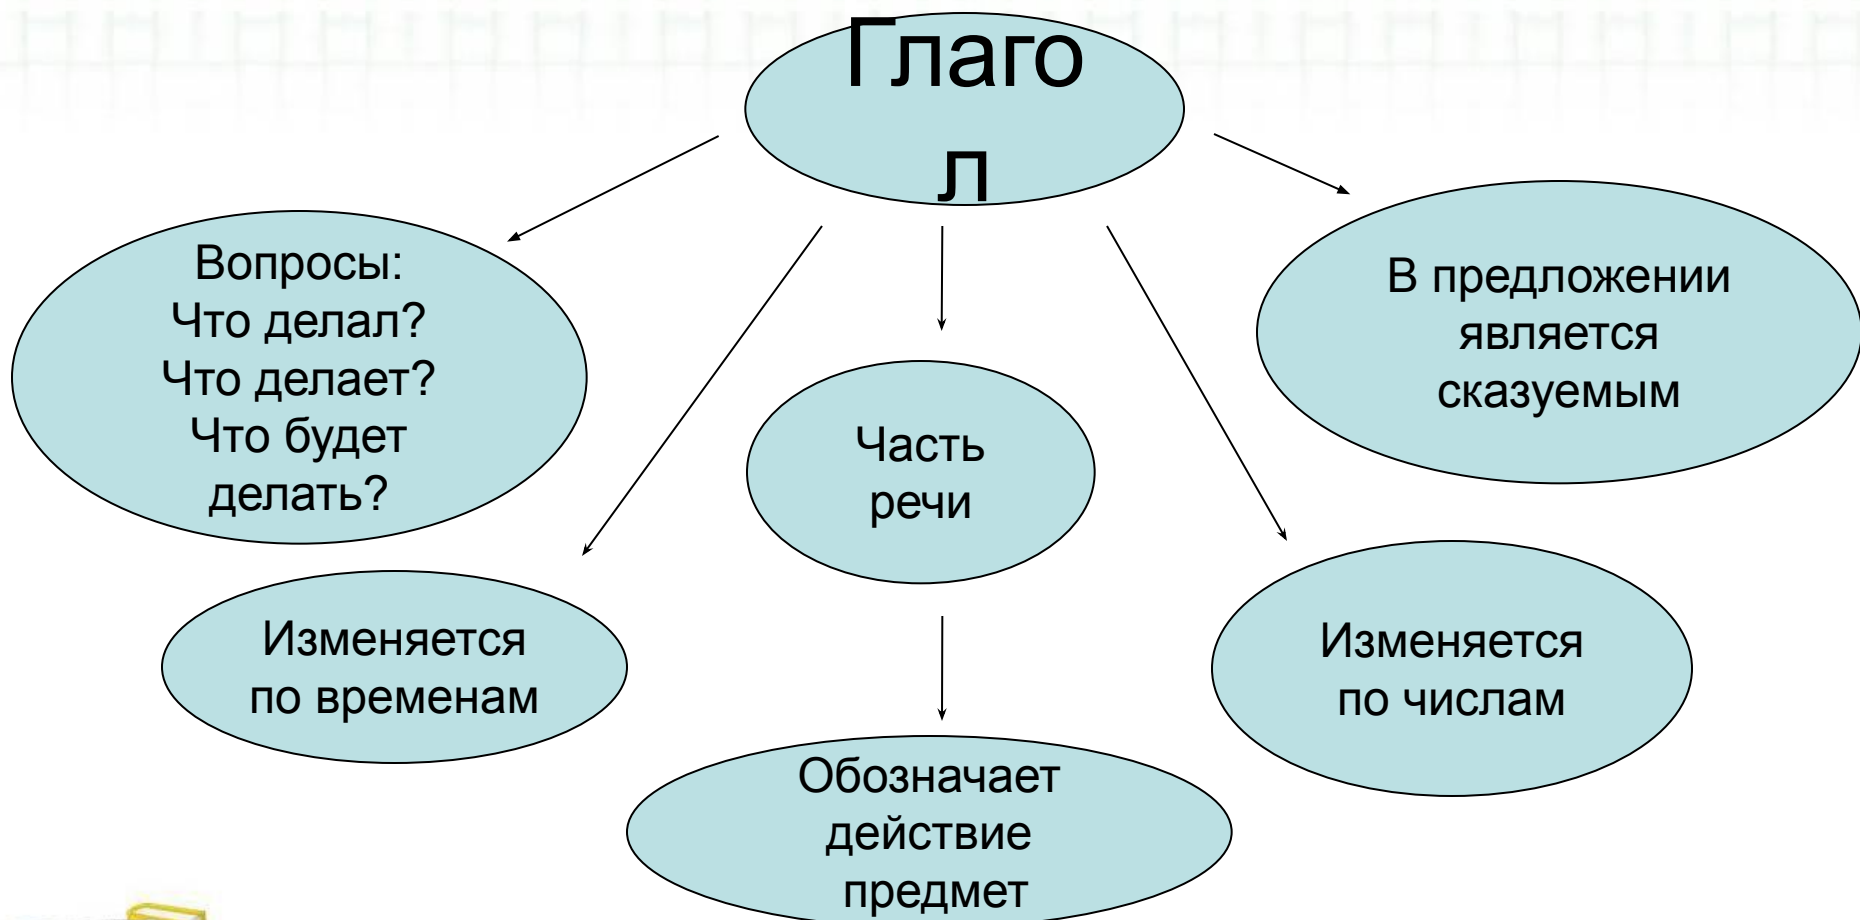 Глаго
л
Вопросы:
Что делал?
Что делает?
Что будет
делать?
В предложении
является
сказуемым
Часть
речи
Изменяется
по временам
Изменяется
по числам
Обозначает
действие
предмет